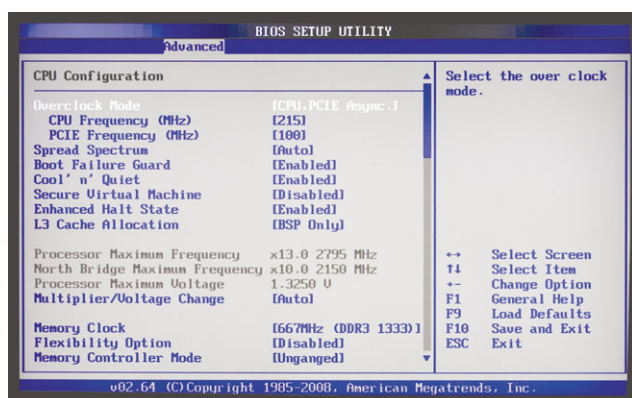 BIOS SETUP UTILITY
Advanced
CPU Configuration
Overclock Mode [CPU,PCIE Async.]
CPU Frequency (MHz) [215]
PCIE Frequency (MHz) [100]
Spread Spectrum [Auto]
Boot Failure Guard [Enabled]
Cool' n' Quiet [Enabled]
Secure Virtual Machine [Disabled]
Enhanced Halt State [Enabled]
L3 Cache Allocation [BSP Only]
Processor Maximum Frequency x13.0 2795 MHz
North Bridge Maximum Frequency x10.0 2150 MHz
Processor Maximum Voltage 1.3250 V
Multiplier/Voltage Change [Auto]
Memory Clock [667MHz (DDR3 1333)]
Flexibility Option [Disabled]
Memory Controller Mode [Unganged]
Select the over clock
mode.
↔ Select Screen
↑↓ Select Item
+- Change Option
F1 General Help
F9 Load Defaults
F10 Save and Exit
ESC Exit
v02.64 (C)Copyright 1985-2008, American Megatrends, Inc.